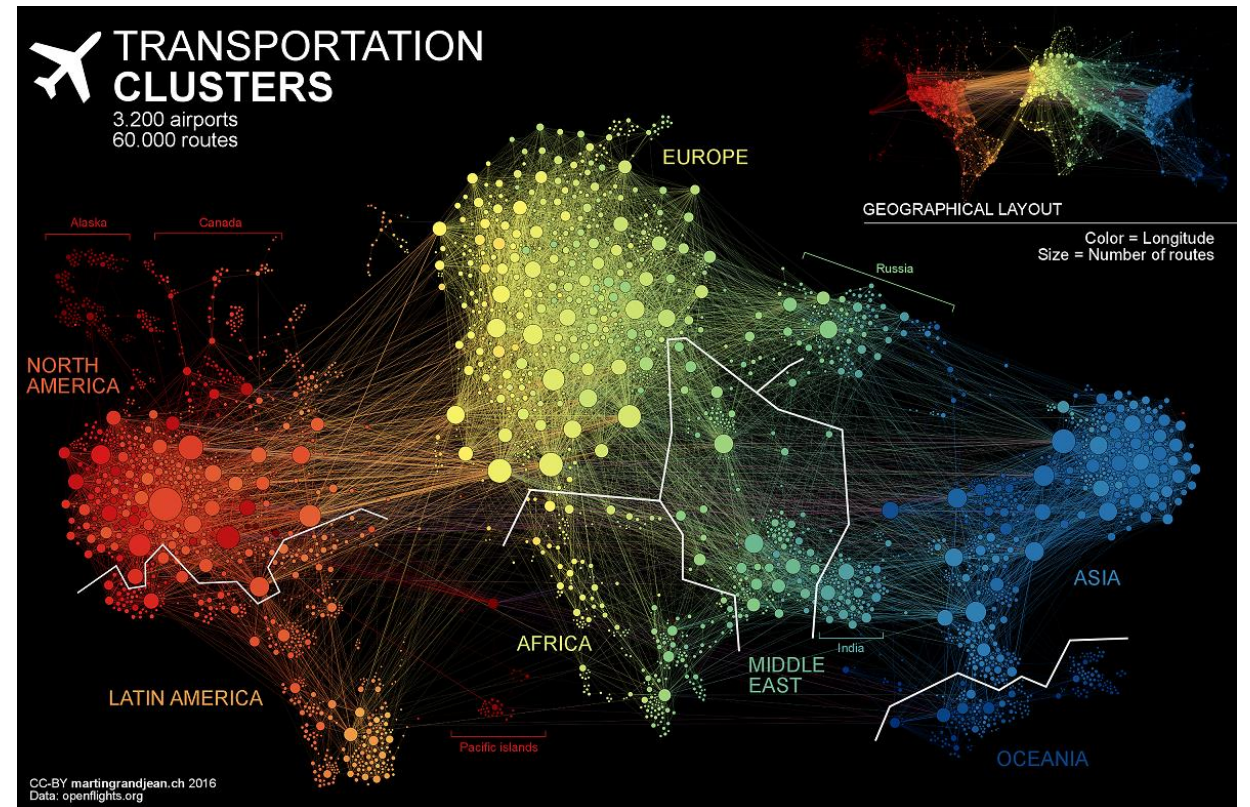 TRANSPORTATION
CLUSTERS
3.200 airports
60.000 routes
EUROPE
GEOGRAPHICAL LAYOUT
Color = Longitude
Size = Number of routes
Alaska
Canada
Russia
NORTH
AMERICA
ASIA
AFRICA
India
MIDDLE
EAST
LATIN AMERICA
Pacific islands
OCEANIA
CC-BY martingrandjean.ch 2016
Data: openflights.org